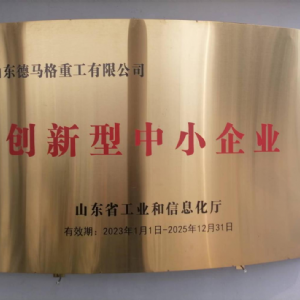 山东德马格重工有限公司
创新型中小企业
山东省工业和信息化厅
有效期：2023年1月1日-2025年12月31日